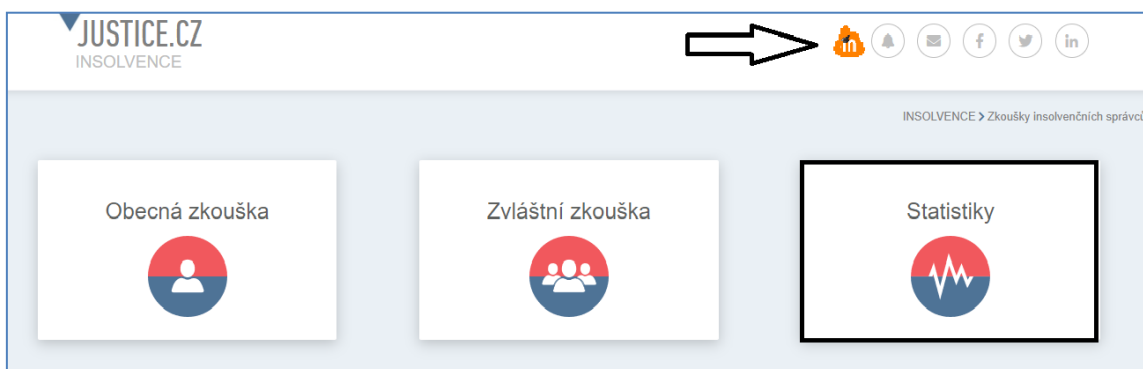 JUSTICE.CZ
INSOLVENCE
in
f
in
INSOLVENCE > Zkoušky insolvenčních správců
Obecná zkouška
Zvláštní zkouška
Statistiky